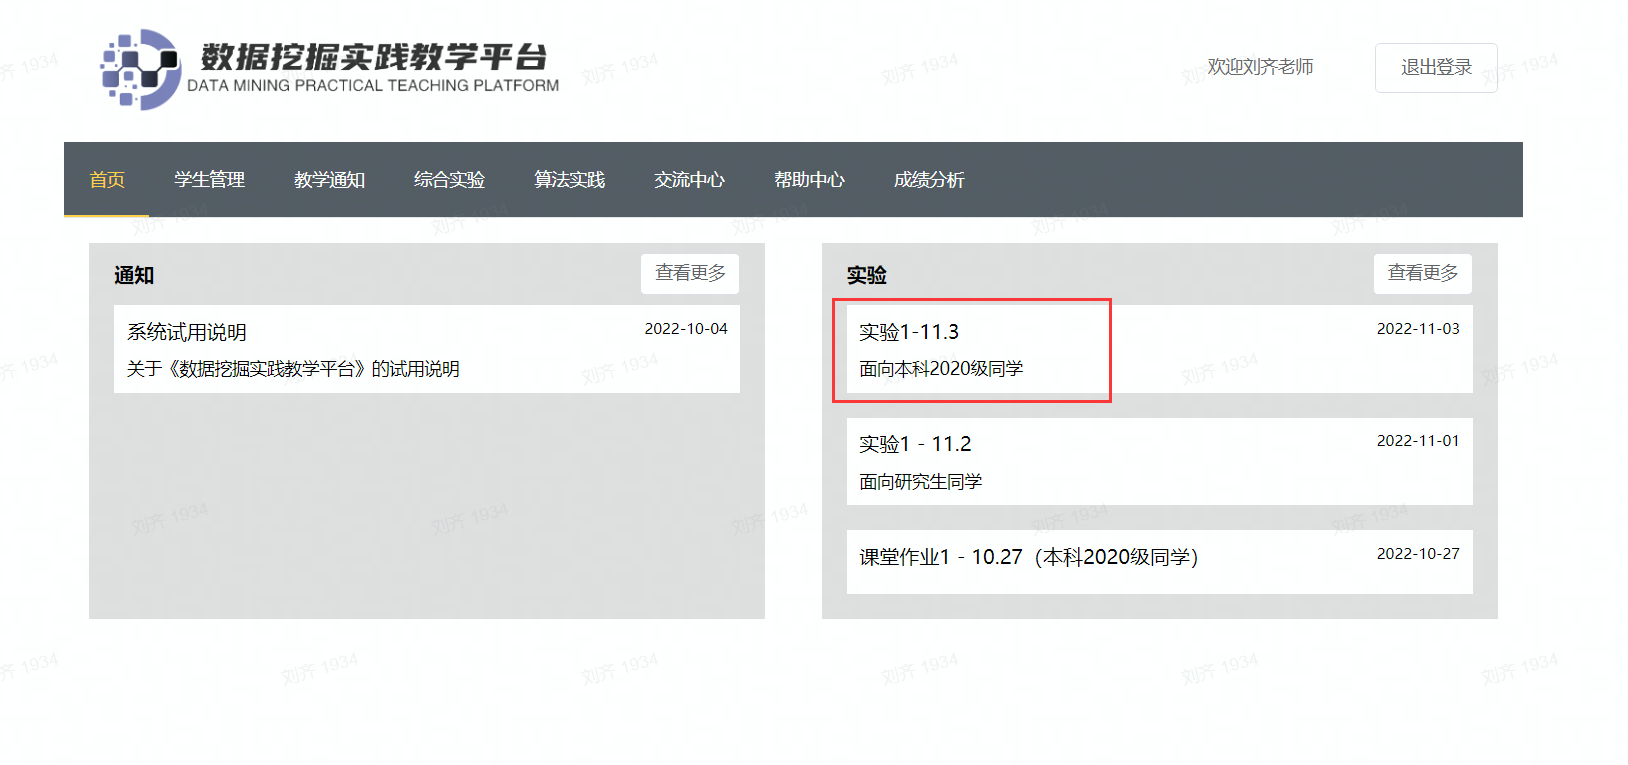 数据挖掘实践教学平台
DATA MINING PRACTICAL TEACHING PLATFORM
欢迎刘齐老师
退出登录
首页
学生管理
教学通知
综合实验
算法实践
交流中心
帮助中心
成绩分析
通知
查看更多
系统试用说明
2022-10-04
关于《数据挖掘实践教学平台》的试用说明
实验
查看更多
实验1-11.3
2022-11-03
面向本科2020级同学
实验1 - 11.2
2022-11-01
面向研究生同学
课堂作业1 - 10.27（本科2020级同学）
2022-10-27
刘齐 1934